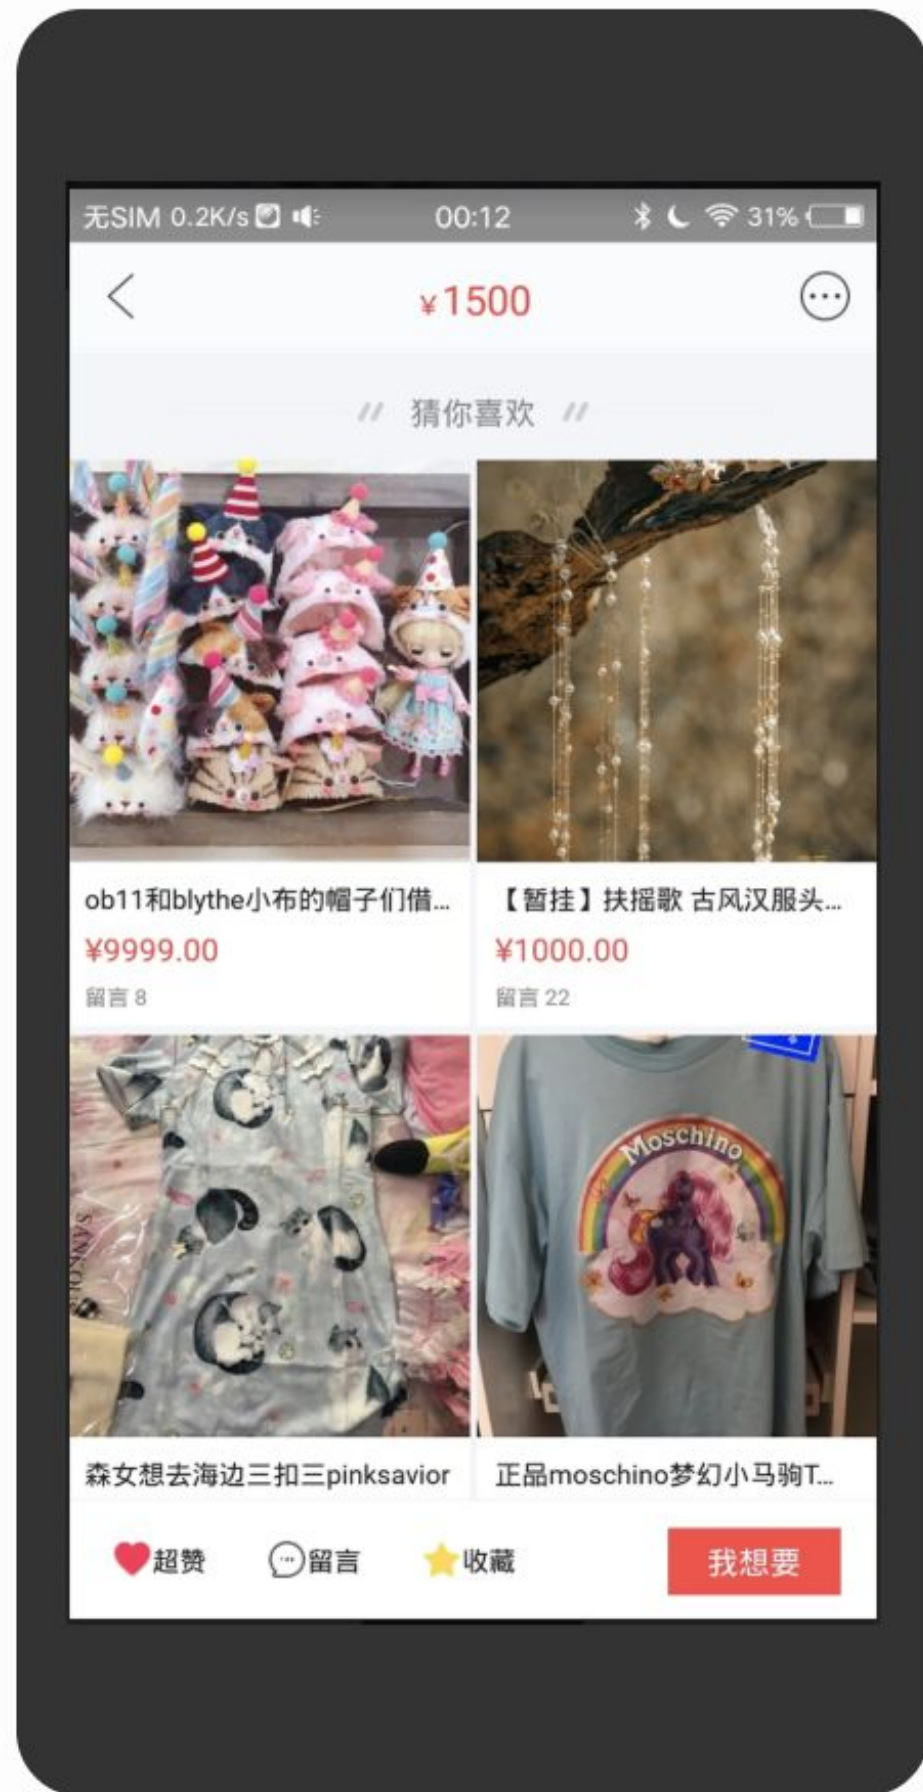 无SIM 0.2K/s 00:12 31%
¥1500
猜你喜欢
ob11和blythe小布的帽子们借...
¥9999.00
留言 8
【暂挂】扶摇歌 古风汉服头...
¥1000.00
留言 22
SANKOUS
Moschino
森女想去海边三扣三pinksavior
正品moschino梦幻小马驹T...
超赞 留言 收藏 我想要